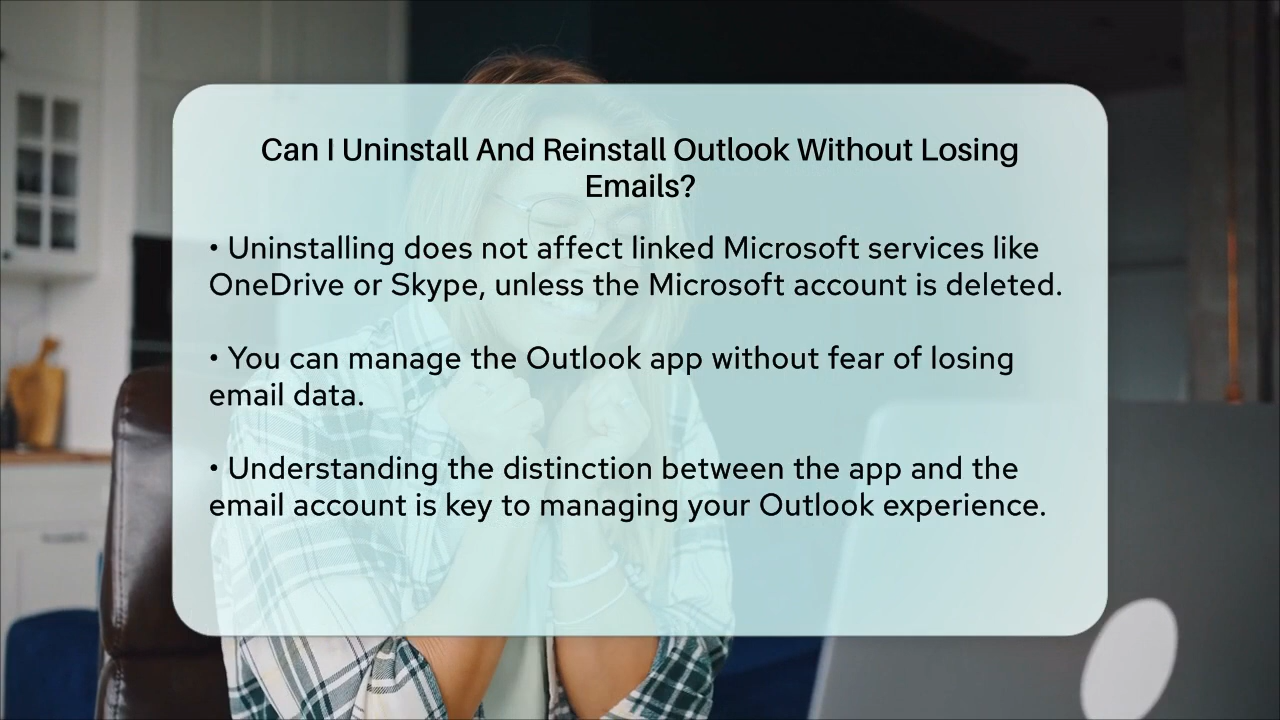 Can I Uninstall And Reinstall Outlook Without Losing
Emails?
• Uninstalling does not affect linked Microsoft services like
OneDrive or Skype, unless the Microsoft account is deleted.
• You can manage the Outlook app without fear of losing
email data.
• Understanding the distinction between the app and the
email account is key to managing your Outlook experience.